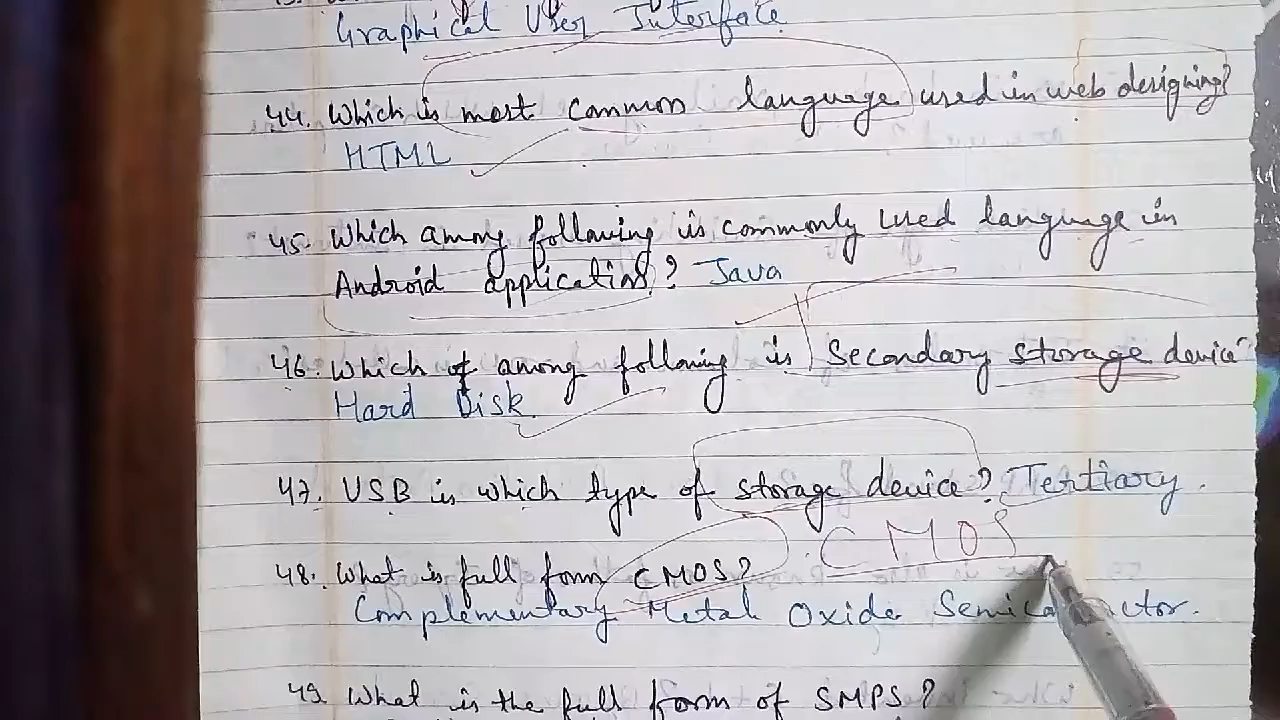 Graphical User Interface
44. Which is most common language used in web designing?
HTML
45. Which among following is commonly used language in
Android applications? Java
46. Which of among following is Secondary storage device
Hard Disk.
47. USB is which type of storage device? Tertiary.
CMOS
48. What is full form CMOS?
Complementary Metal Oxide
49. What is the full form of SMPS?